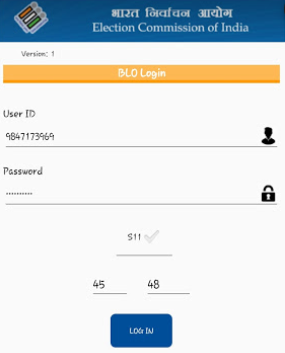 भारत निर्वाचन आयोग
Election Commission of India
Version: 1
BLO Login
User ID
9847173969
Password
..........
S11
45 48
LOG IN